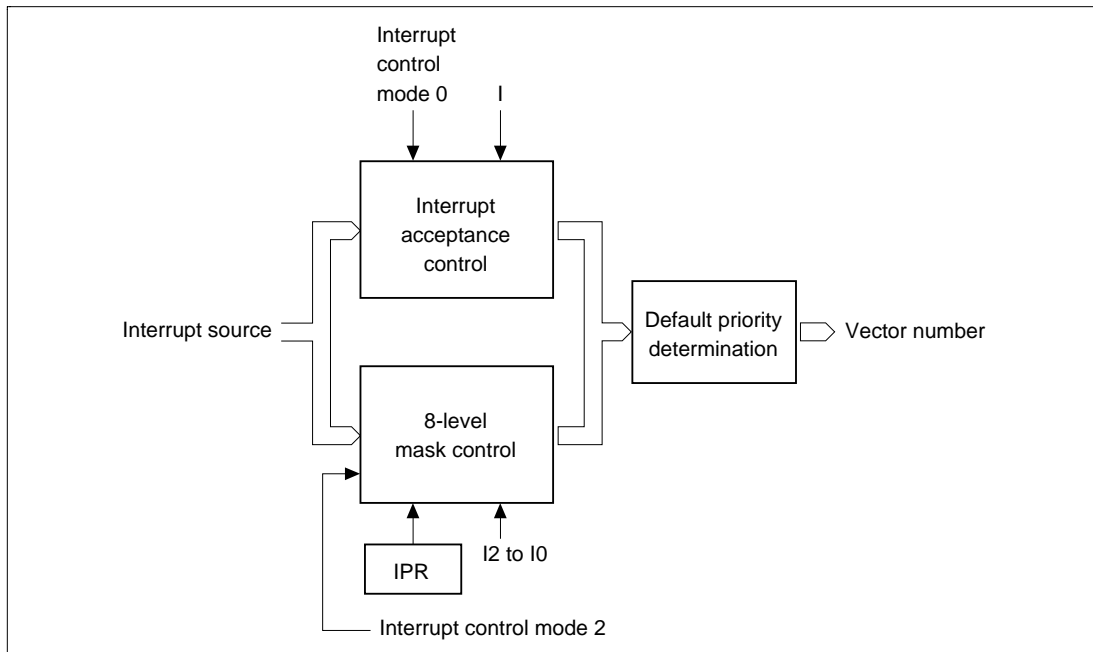 Interrupt
control
mode 0
I
Interrupt
acceptance
control
Interrupt source
Default priority
determination
Vector number
8-level
mask control
IPR
I2 to I0
Interrupt control mode 2